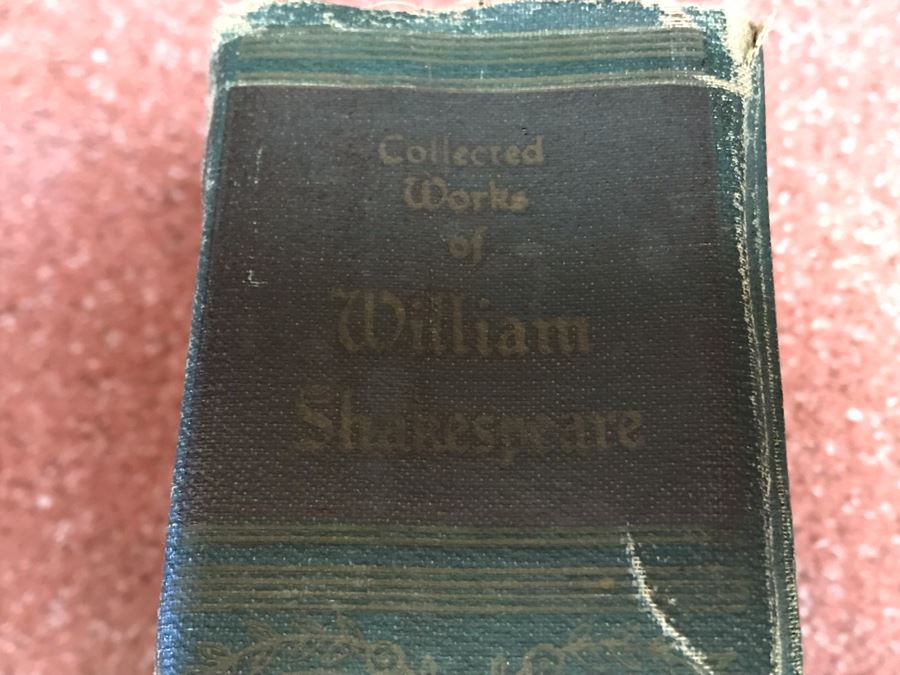 Collected
Works
of
William
Shakespeare